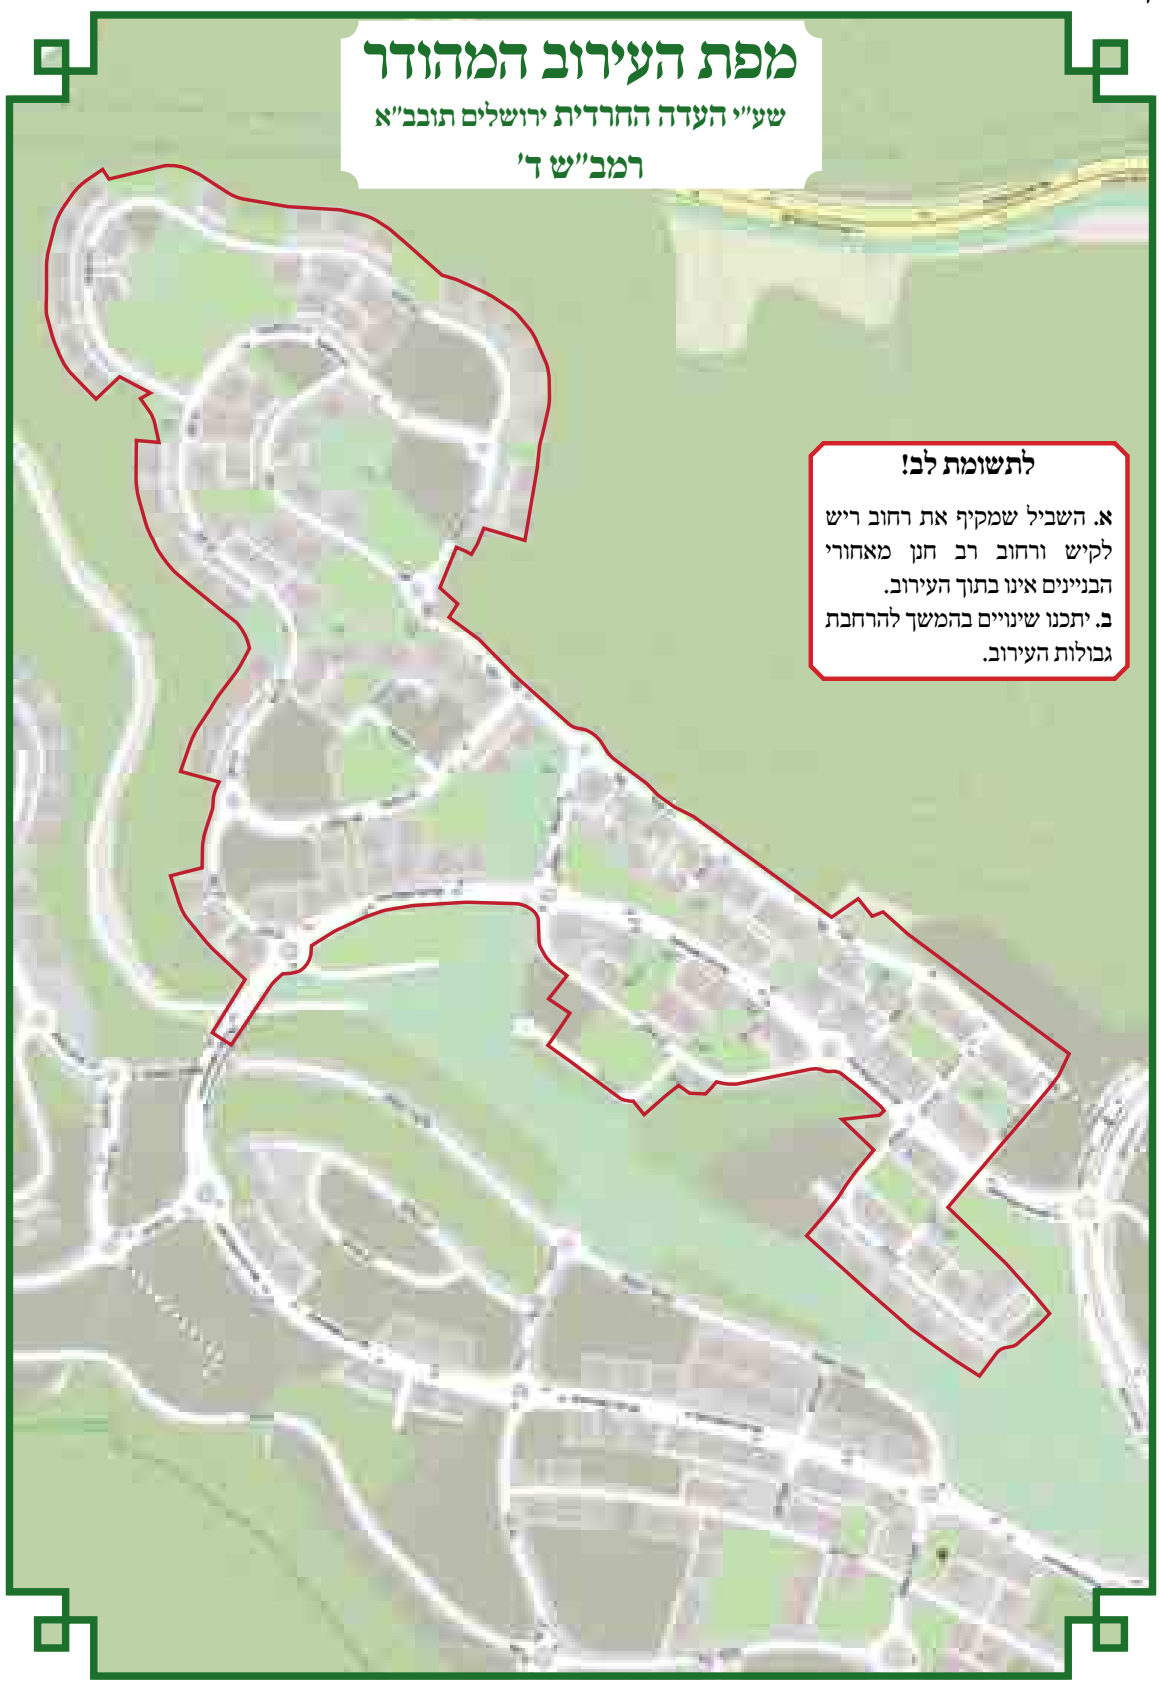 מפת העירוב המהודר
שע״י העדה החרדית ירושלים תובב״א
רמב״ש ד׳
לתשומת לב!
א. השביל שמקיף את רחוב ריש
לקיש ורחוב רב חנן מאחורי
הבניינים אינו בתוך העירוב.
ב. יתכנו שינויים בהמשך להרחבת
גבולות העירוב.